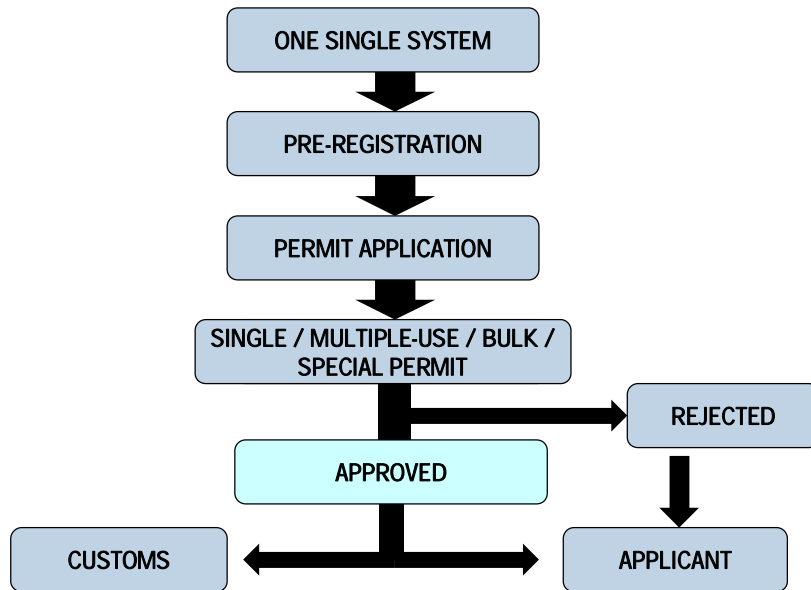 ONE SINGLE SYSTEM
PRE-REGISTRATION
PERMIT APPLICATION
SINGLE / MULTIPLE-USE / BULK /
SPECIAL PERMIT
REJECTED
APPROVED
CUSTOMS
APPLICANT